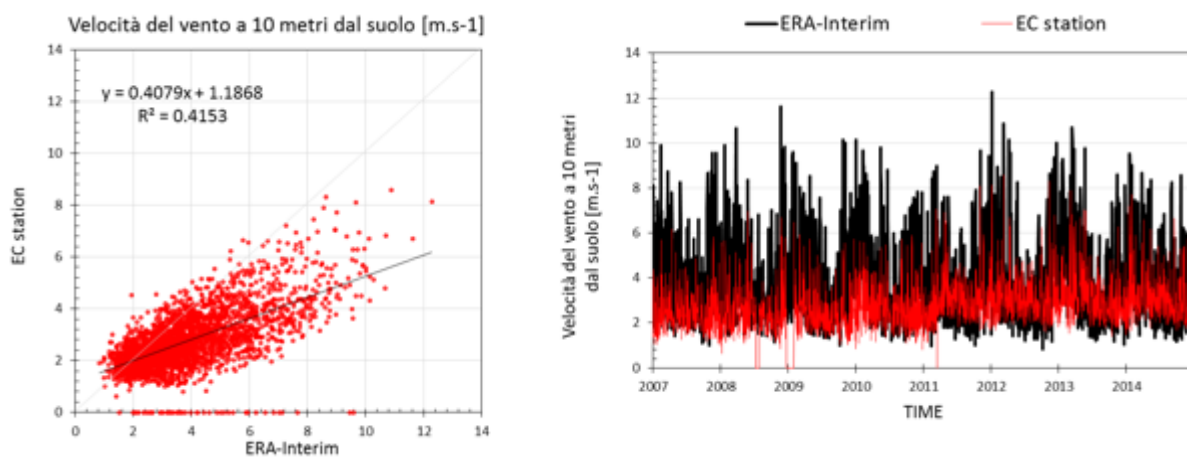 Velocità del vento a 10 metri dal suolo [m.s-1]
EC station
14
12
10
8
6
4
2
0
y = 0.4079x + 1.1868
R² = 0.4153
0 2 4 6 8 10 12 14
ERA-Interim
ERA-Interim EC station
Velocità del vento a 10 metri
dal suolo [m.s-1]
14
12
10
8
6
4
2
0
2007 2008 2009 2010 2011 2012 2013 2014
TIME